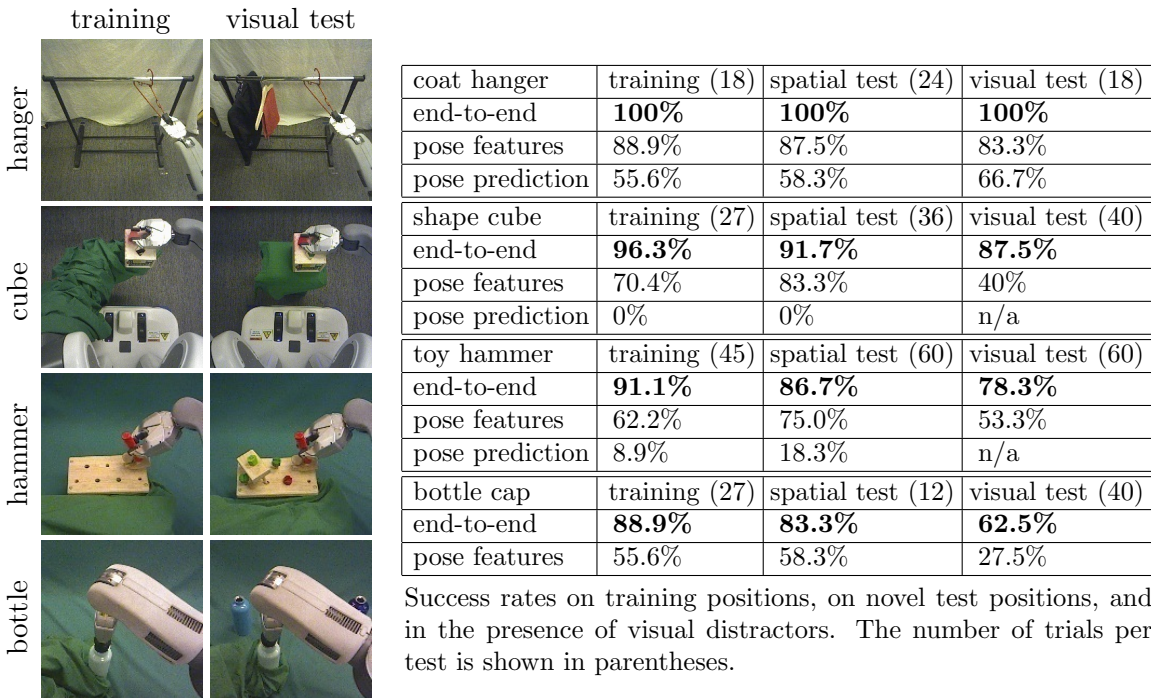 training visual test
hanger
cube
hammer
bottle
coat hanger training (18) spatial test (24) visual test (18)
end-to-end 100% 100% 100%
pose features 88.9% 87.5% 83.3%
pose prediction 55.6% 58.3% 66.7%
shape cube training (27) spatial test (36) visual test (40)
end-to-end 96.3% 91.7% 87.5%
pose features 70.4% 83.3% 40%
pose prediction 0% 0% n/a
toy hammer training (45) spatial test (60) visual test (60)
end-to-end 91.1% 86.7% 78.3%
pose features 62.2% 75.0% 53.3%
pose prediction 8.9% 18.3% n/a
bottle cap training (27) spatial test (12) visual test (40)
end-to-end 88.9% 83.3% 62.5%
pose features 55.6% 58.3% 27.5%
Success rates on training positions, on novel test positions, and
in the presence of visual distractors. The number of trials per
test is shown in parentheses.